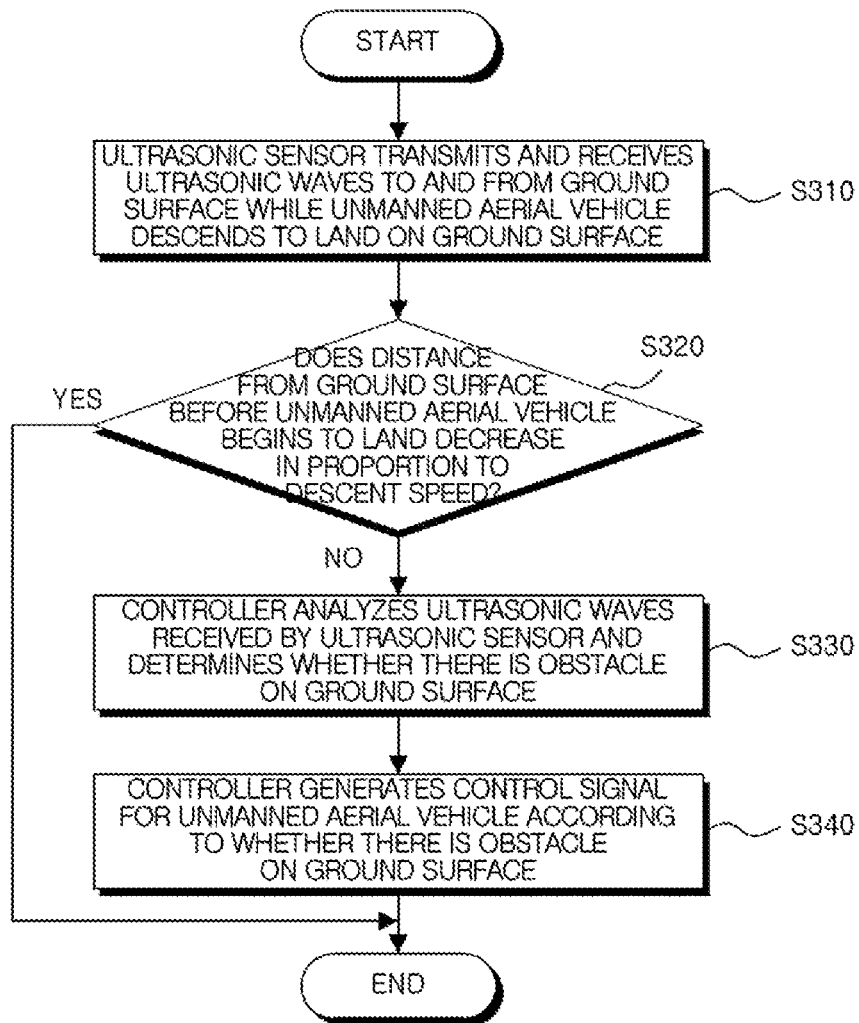 START
ULTRASONIC SENSOR TRANSMITS AND RECEIVES
ULTRASONIC WAVES TO AND FROM GROUND
SURFACE WHILE UNMANNED AERIAL VEHICLE
DESCENDS TO LAND ON GROUND SURFACE
S310
DOES DISTANCE
FROM GROUND SURFACE
BEFORE UNMANNED AERIAL VEHICLE
BEGINS TO LAND DECREASE
IN PROPORTION TO
DESCENT SPEED?
S320
YES
NO
CONTROLLER ANALYZES ULTRASONIC WAVES
RECEIVED BY ULTRASONIC SENSOR AND
DETERMINES WHETHER THERE IS OBSTACLE
ON GROUND SURFACE
S330
CONTROLLER GENERATES CONTROL SIGNAL
FOR UNMANNED AERIAL VEHICLE ACCORDING
TO WHETHER THERE IS OBSTACLE
ON GROUND SURFACE
S340
END